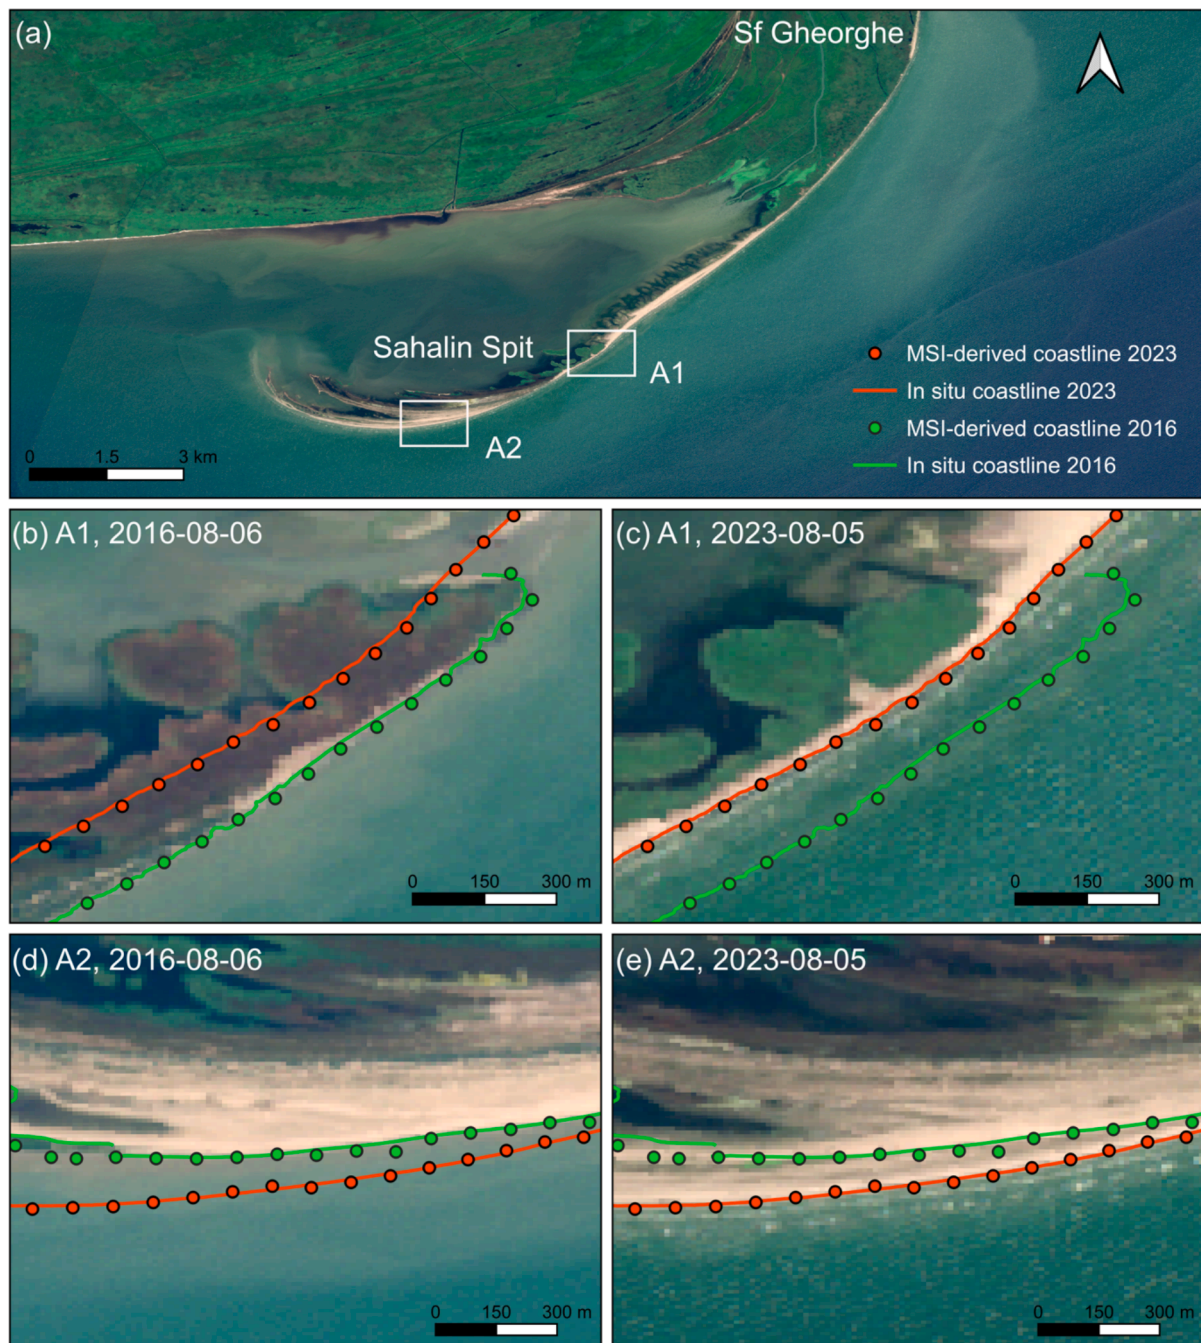 (a)
Sf Gheorghe
Sahalin Spit
A1
A2
MSI-derived coastline 2023
In situ coastline 2023
MSI-derived coastline 2016
In situ coastline 2016
0 1.5 3 km
(b) A1, 2016-08-06
0 150 300 m
(c) A1, 2023-08-05
0 150 300 m
(d) A2, 2016-08-06
0 150 300 m
(e) A2, 2023-08-05
0 150 300 m